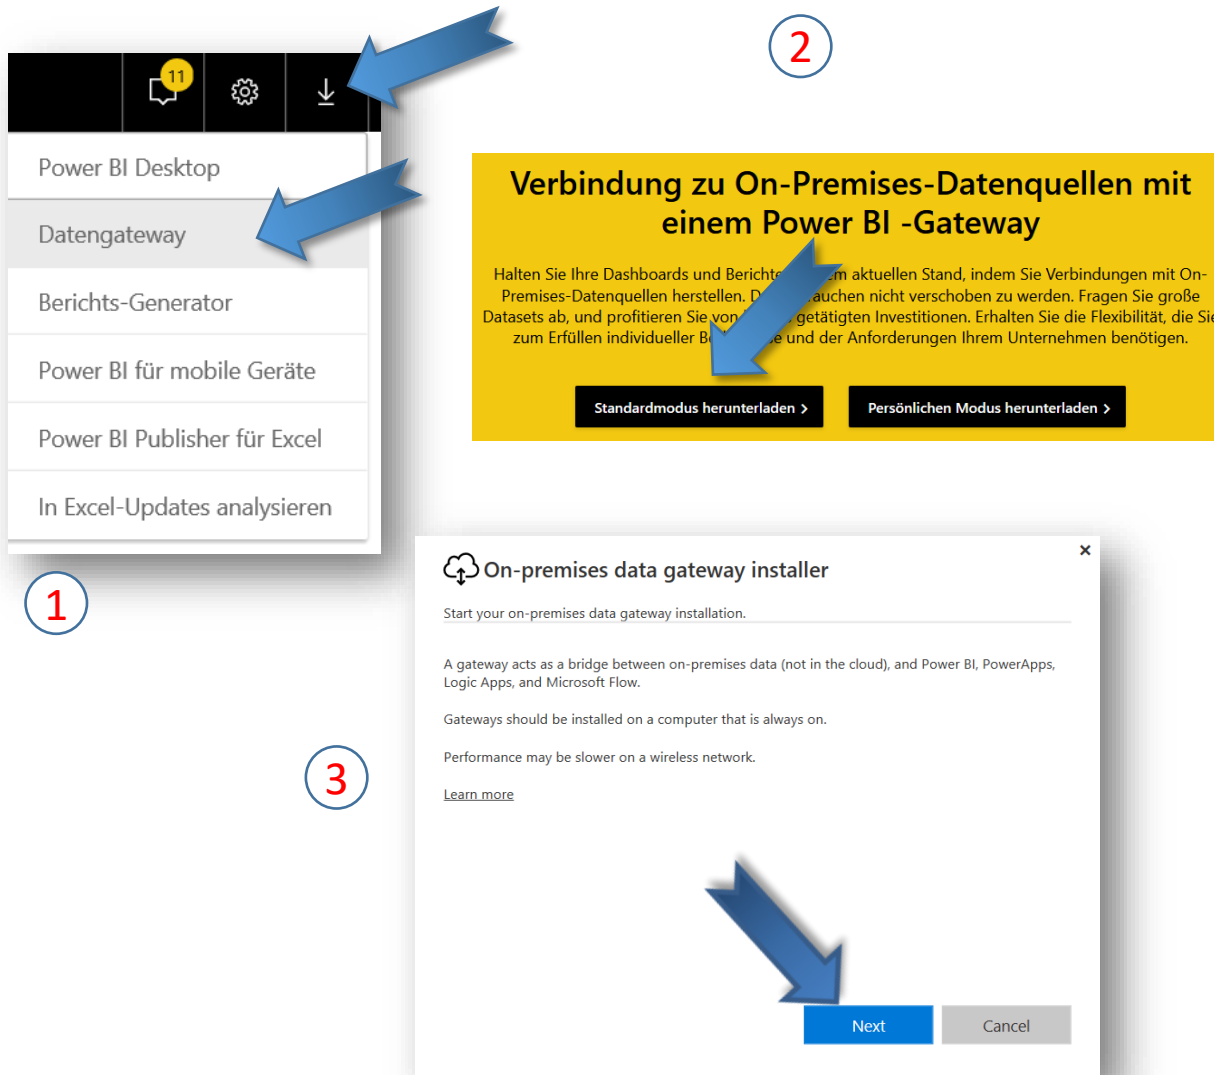 11
Power BI Desktop
Datengateway
Berichts-Generator
Power BI für mobile Geräte
Power BI Publisher für Excel
In Excel-Updates analysieren
1
2
Verbindung zu On-Premises-Datenquellen mit
einem Power BI -Gateway
Halten Sie Ihre Dashboards und Berichte aktuellen Stand, indem Sie Verbindungen mit On-
Premises-Datenquellen herstellen. nicht verschoben zu werden. Fragen Sie große
Datasets ab, und profitieren Sie von getätigten Investitionen. Erhalten Sie die Flexibilität, die Sie
zum Erfüllen individueller und der Anforderungen Ihrem Unternehmen benötigen.
Standardmodus herunterladen >
Persönlichen Modus herunterladen >
3
On-premises data gateway installer
Start your on-premises data gateway installation.
A gateway acts as a bridge between on-premises data (not in the cloud), and Power BI, PowerApps,
Logic Apps, and Microsoft Flow.
Gateways should be installed on a computer that is always on.
Performance may be slower on a wireless network.
Learn more
Next
Cancel